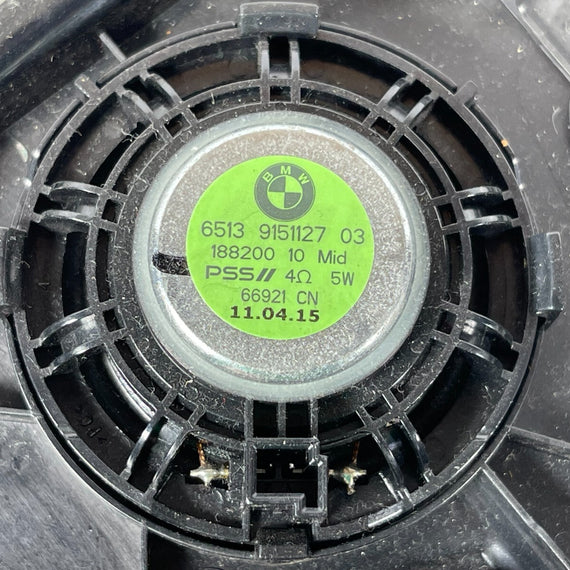 BMW
6513 9151127 03
188200 10 Mid
PSS// 4Ω 5W
66921 CN
11.04.15